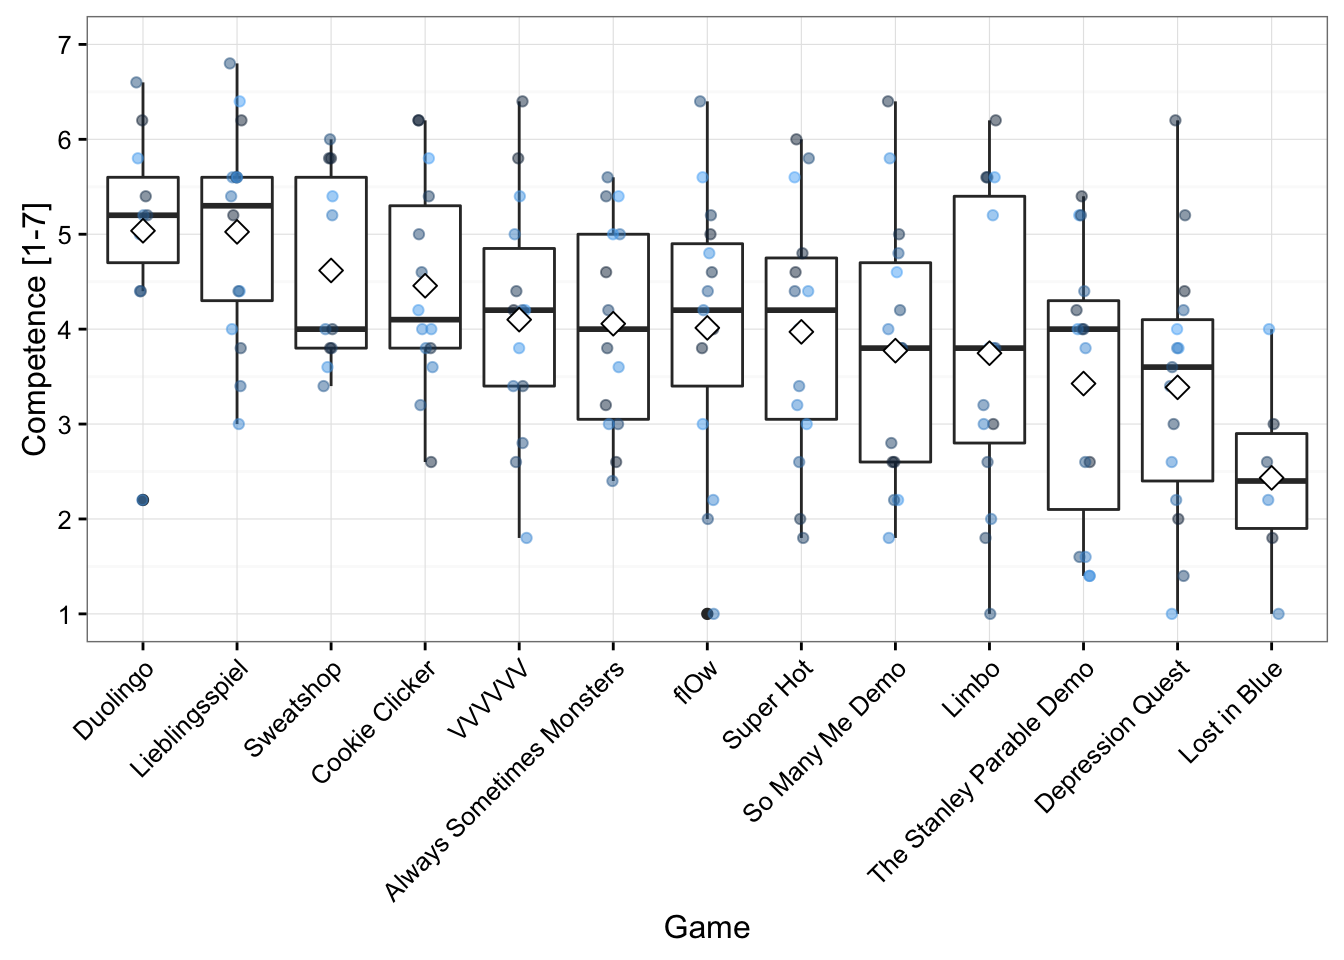 Competence [1-7]
7
6
5
4
3
2
1
Duolingo
Lieblingsspiel
Sweatshop
Cookie Clicker
VVVVVV
Always Sometimes Monsters
flOw
Super Hot
So Many Me Demo
Limbo
The Stanley Parable Demo
Depression Quest
Lost in Blue
Game